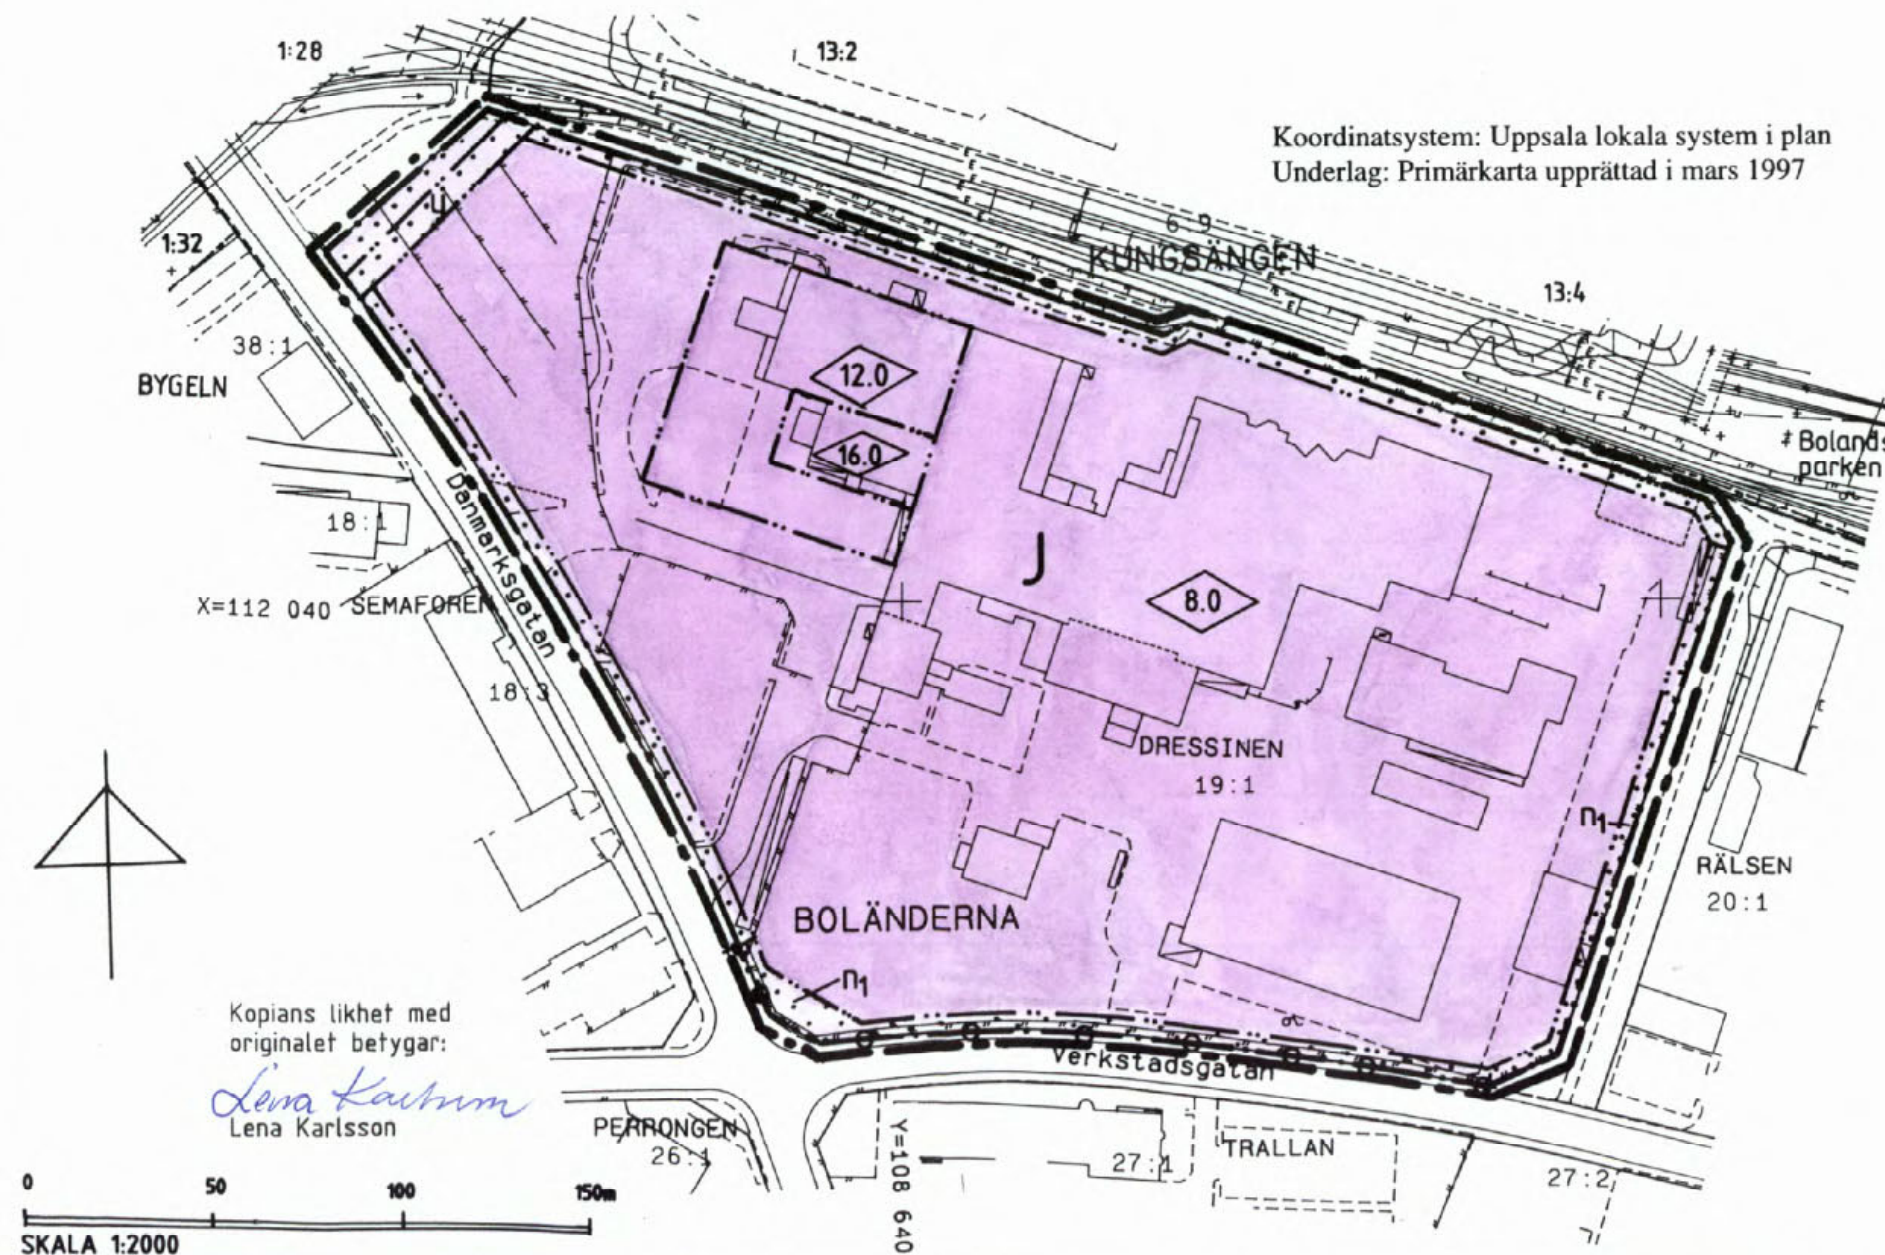 1:28
13:2
Koordinatsystem: Uppsala lokala system i plan
Underlag: Primärkarta upprättad i mars 1997
6:9
1:32
KUNGSÄNGEN
u
13:4
38:1
BYGELN
12.0
Bolands-
parken
16.0
Danmarksgatan
18:1
J
8.0
X=112 040
SEMAFOREN
18:3
DRESSINEN
19:1
n1
RÄLSEN
20:1
BOLÄNDERNA
n1
Kopians likhet med
originalet betygar:
Lena Karlsson
Verkstadsgatan
PERRONGEN
26:1
Y=108 640
TRALLAN
27:1
27:2
0 50 100 150m
SKALA 1:2000